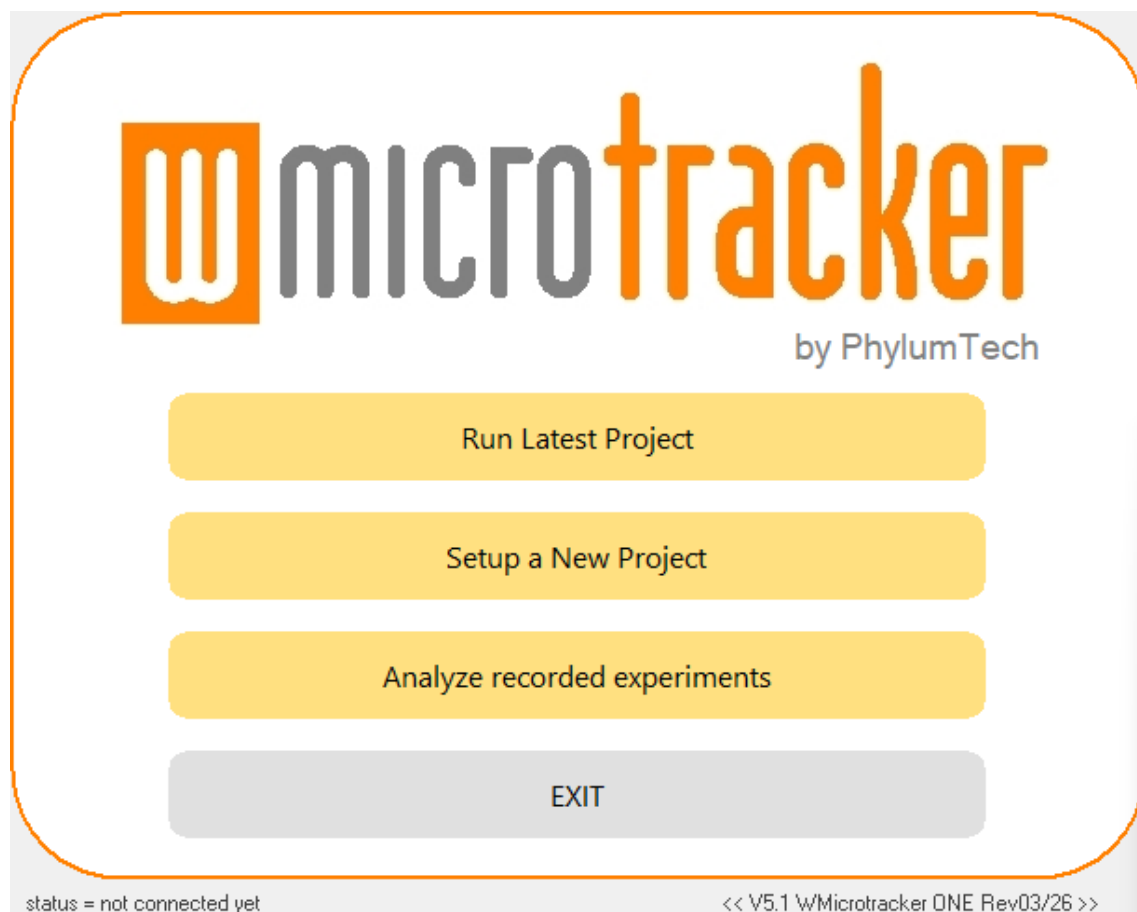 w microtracker
by PhylumTech
Run Latest Project
Setup a New Project
Analyze recorded experiments
EXIT
status = not connected yet
<< V5.1 WMicrotracker ONE Rev03/26 >>